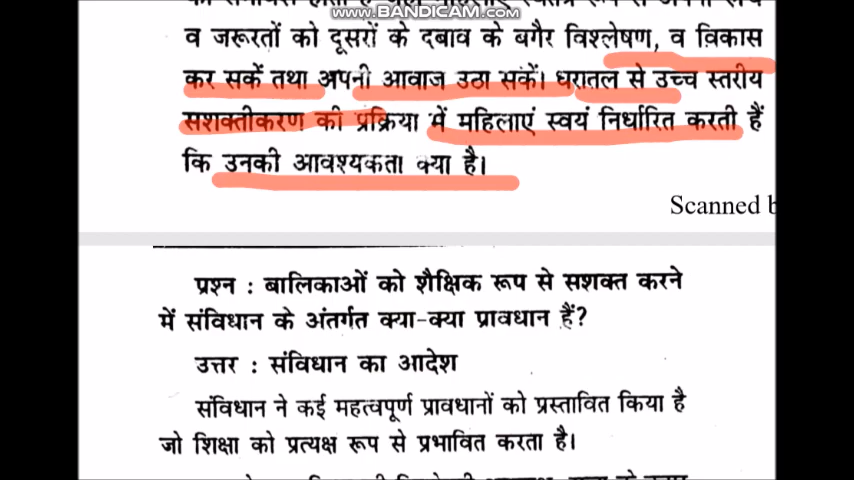 www.BANDICAM.com
व जरूरतों को दूसरों के दबाव के बगैर विश्लेषण, व विकास
कर सकें तथा अपनी आवाज उठा सकें। धरातल से उच्च स्तरीय
सशक्तीकरण की प्रक्रिया में महिलाएं स्वयं निर्धारित करती हैं
कि उनकी आवश्यकता क्या है।
Scanned b
प्रश्न : बालिकाओं को शैक्षिक रूप से सशक्त करने
में संविधान के अंतर्गत क्या-क्या प्रावधान हैं?
उत्तर : संविधान का आदेश
संविधान ने कई महत्वपूर्ण प्रावधानों को प्रस्तावित किया है
जो शिक्षा को प्रत्यक्ष रूप से प्रभावित करता है।